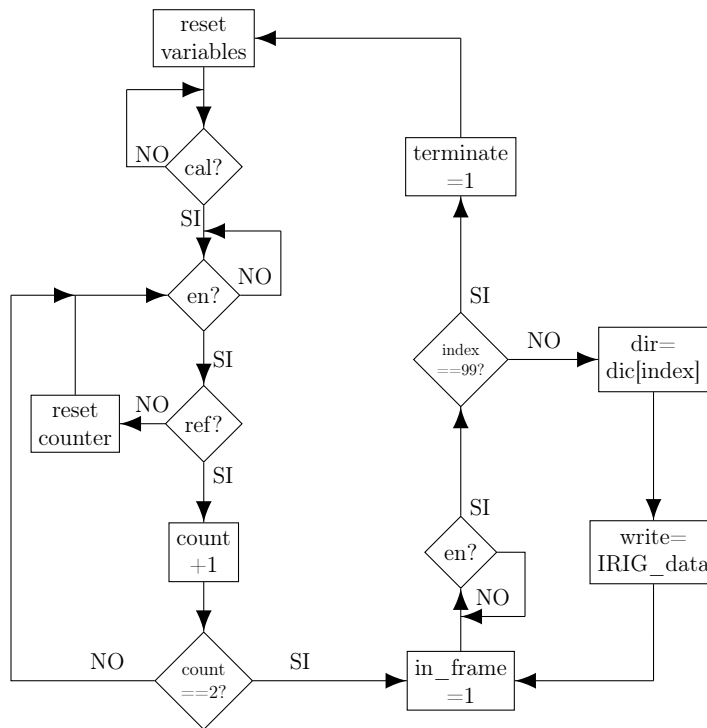 reset
variables
NO
cal?
SI
NO
en?
SI
reset
counter
NO
ref?
SI
count
+1
NO
count
==2?
SI
in_frame
=1
NO
en?
SI
index
==99?
NO
dir=
dic[index]
write=
IRIG_data
SI
terminate
=1